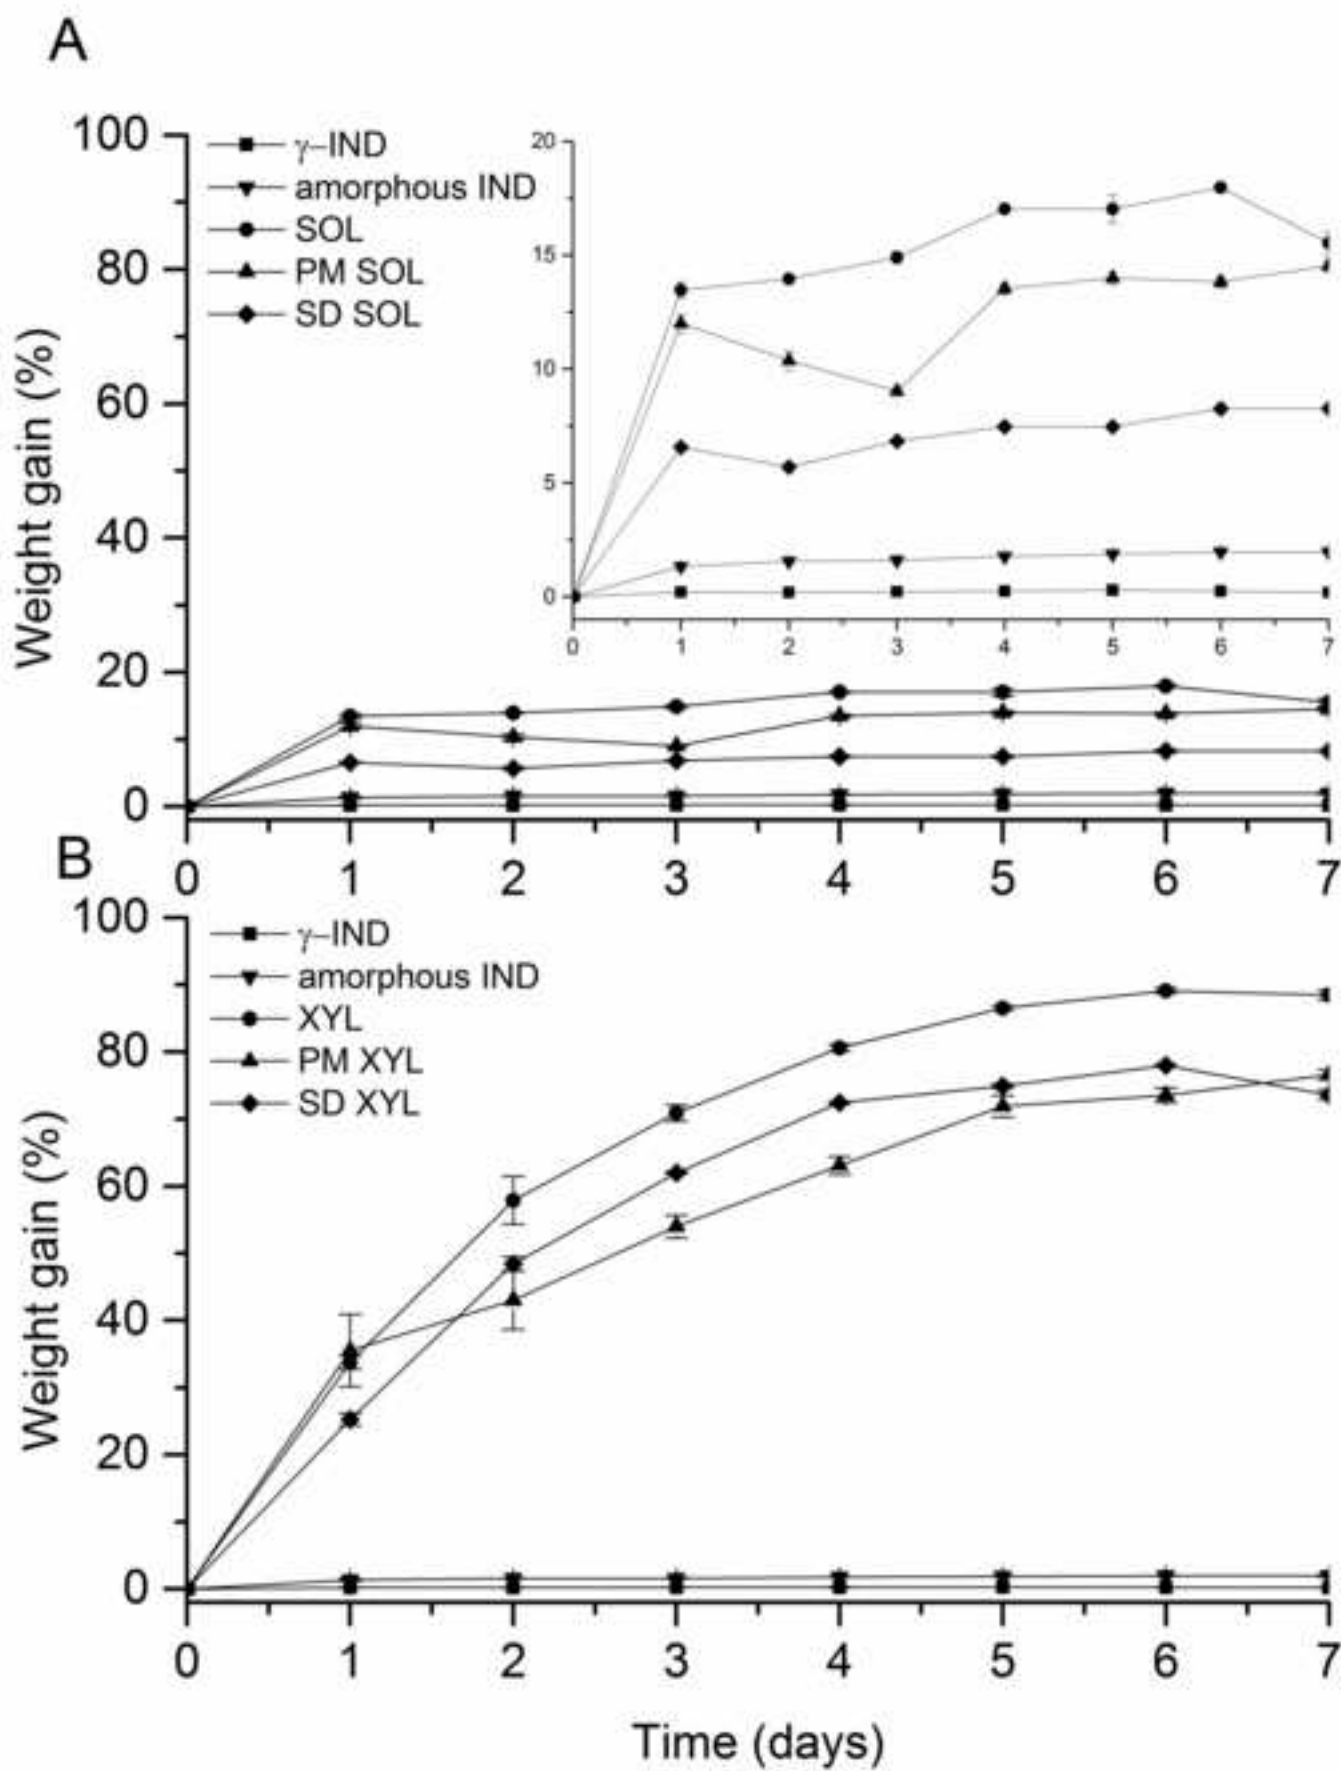 A
100
80
60
40
20
0
Weight gain (%)
γ–IND
amorphous IND
SOL
PM SOL
SD SOL
20
15
10
5
0
0 1 2 3 4 5 6 7
0 1 2 3 4 5 6 7
B
100
80
60
40
20
0
Weight gain (%)
γ–IND
amorphous IND
XYL
PM XYL
SD XYL
0 1 2 3 4 5 6 7
Time (days)